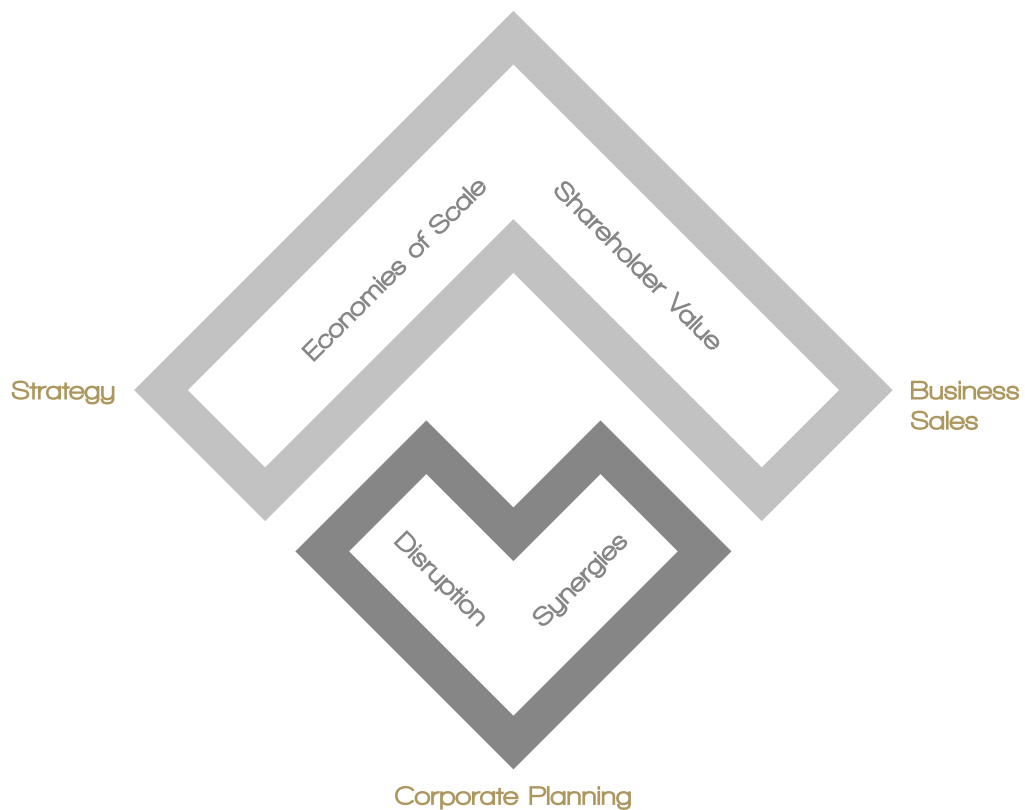 Economies of Scale
Shareholder Value
Strategy
Business
Sales
Disruption
Synergies
Corporate Planning